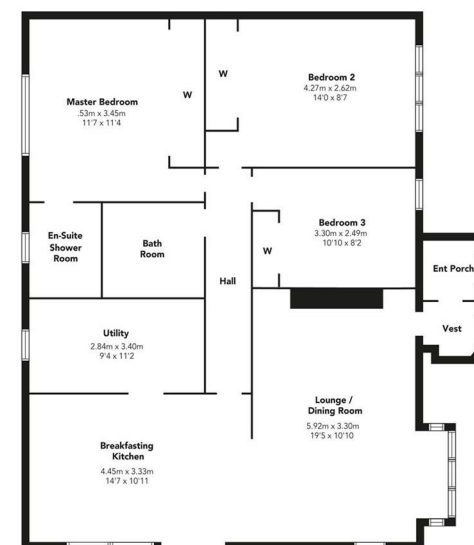 Master Bedroom
.53m x 3.45m
11'7 x 11'4
W
W
Bedroom 2
4.27m x 2.62m
14'0 x 8'7
En-Suite
Shower
Room
Bath
Room
Hall
W
Bedroom 3
3.30m x 2.49m
10'10 x 8'2
Ent Porch
Vest
Utility
2.84m x 3.40m
9'4 x 11'2
Lounge /
Dining Room
5.92m x 3.30m
19'5 x 10'10
Breakfasting
Kitchen
4.45m x 3.33m
14'7 x 10'11